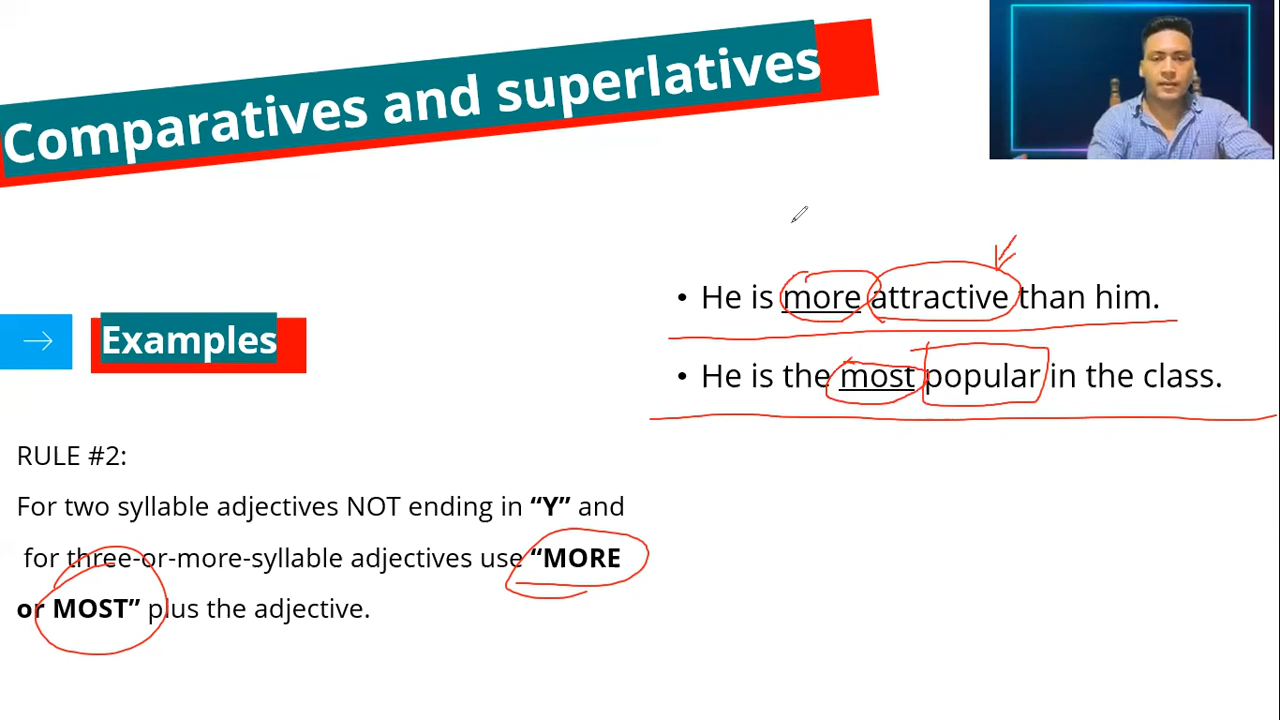 Comparatives and superlatives
• He is more attractive than him.
• He is the most popular in the class.
Examples
RULE #2:
For two syllable adjectives NOT ending in “Y” and
for three-or-more-syllable adjectives use “MORE
or MOST” plus the adjective.